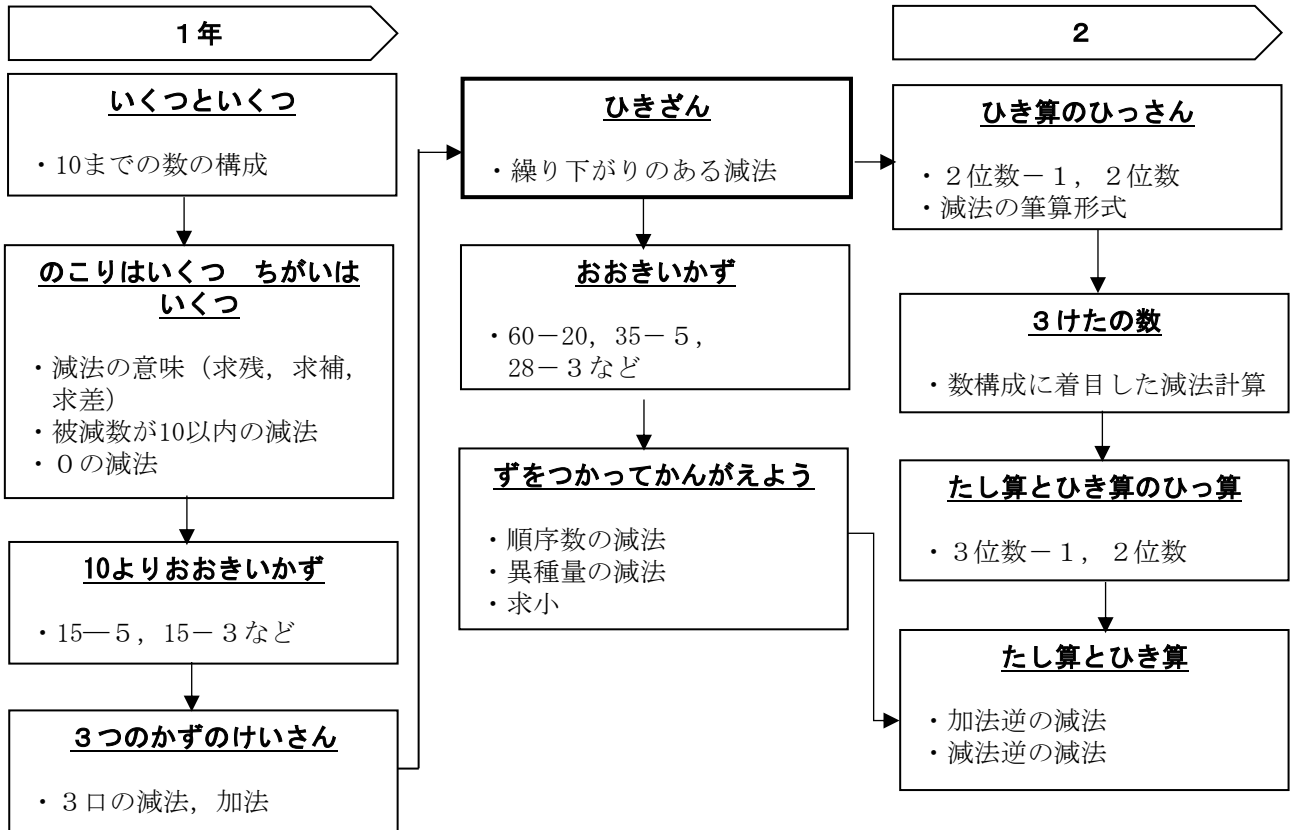 1年
いくつといくつ
・10までの数の構成
のこりはいくつ　ちがいは
いくつ
・減法の意味（求残，求補，
求差）
・被減数が10以内の減法
・０の減法
10よりおおきいかず
・15―５，15－３など
３つのかずのけいさん
・３口の減法，加法
ひきざん
・繰り下がりのある減法
おおきいかず
・60－20，35－５，
28－３など
ずをつかってかんがえよう
・順序数の減法
・異種量の減法
・求小
2
ひき算のひっさん
・２位数－１，２位数
・減法の筆算形式
３けたの数
・数構成に着目した減法計算
たし算とひき算のひっ算
・３位数－１，２位数
たし算とひき算
・加法逆の減法
・減法逆の減法